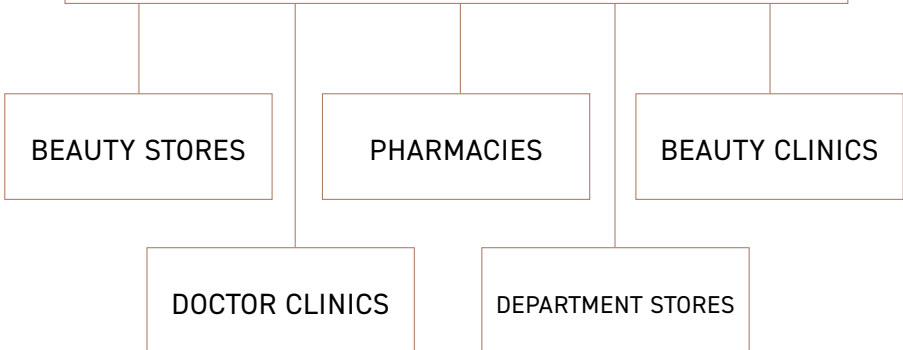 BEAUTY STORES
PHARMACIES
BEAUTY CLINICS
DOCTOR CLINICS
DEPARTMENT STORES